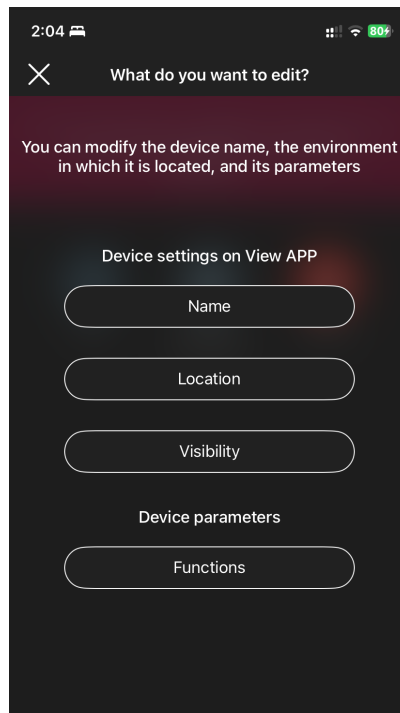 2:04
80
What do you want to edit?
You can modify the device name, the environment
in which it is located, and its parameters
Device settings on View APP
Name
Location
Visibility
Device parameters
Functions